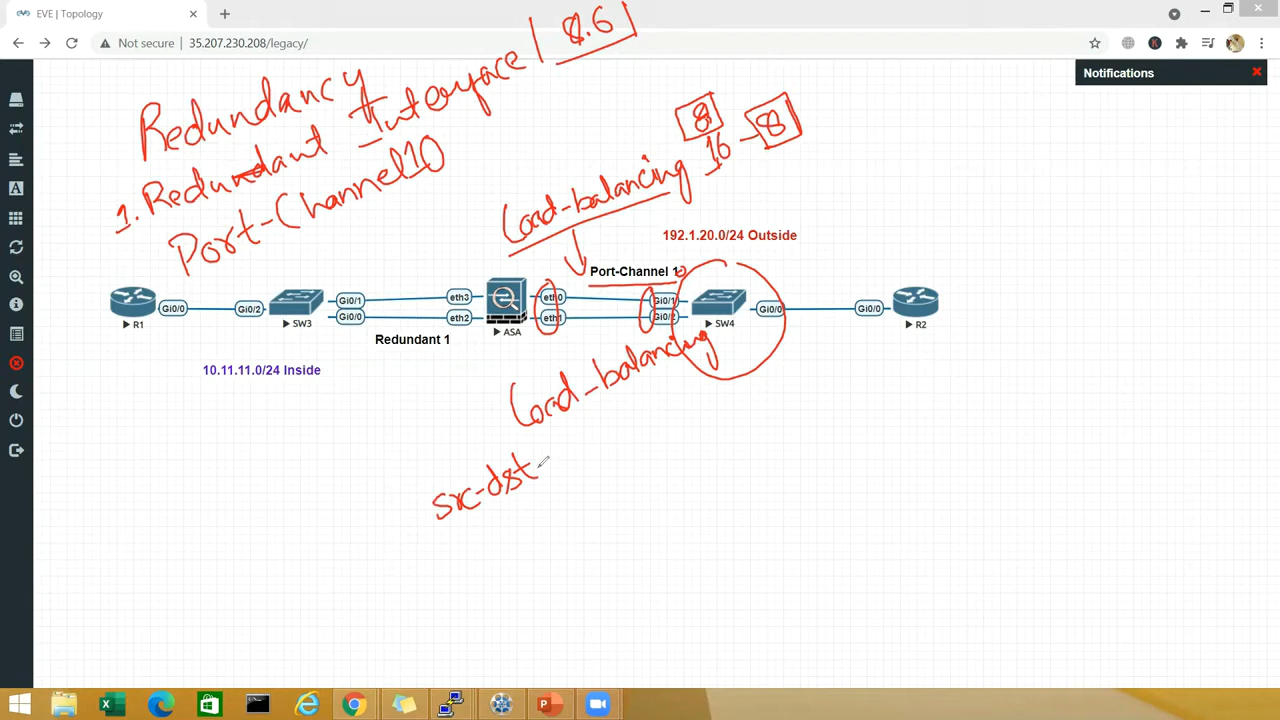 EVE | Topology
Not secure | 35.207.230.208/legacy/
Notifications
Redundancy
1. Redundant Interface | 8.6
Port-Channel 10
Load-balancing
8
16 - 8
192.1.20.0/24 Outside
Port-Channel 1
R1
Gi0/0
Gi0/2
SW3
Gi0/1
Gi0/0
eth3
eth2
ASA
eth0
eth1
Gi0/1
Gi0/2
SW4
Gi0/0
Gi0/0
R2
Redundant 1
10.11.11.0/24 Inside
Load-balancing
src-dst